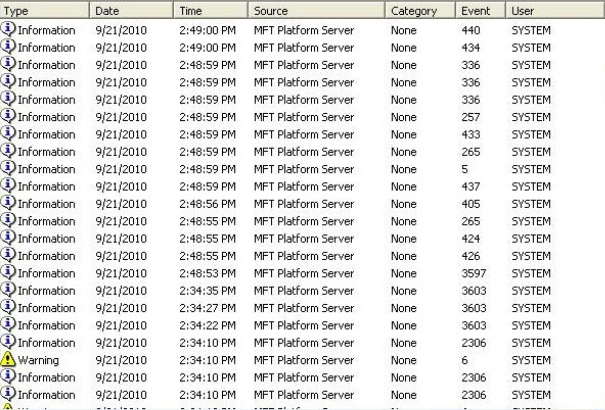 Type Date Time Source Category Event User
Information 9/21/2010 2:49:00 PM MFT Platform Server None 440 SYSTEM
Information 9/21/2010 2:49:00 PM MFT Platform Server None 434 SYSTEM
Information 9/21/2010 2:48:59 PM MFT Platform Server None 336 SYSTEM
Information 9/21/2010 2:48:59 PM MFT Platform Server None 336 SYSTEM
Information 9/21/2010 2:48:59 PM MFT Platform Server None 336 SYSTEM
Information 9/21/2010 2:48:59 PM MFT Platform Server None 257 SYSTEM
Information 9/21/2010 2:48:59 PM MFT Platform Server None 433 SYSTEM
Information 9/21/2010 2:48:59 PM MFT Platform Server None 265 SYSTEM
Information 9/21/2010 2:48:59 PM MFT Platform Server None 5 SYSTEM
Information 9/21/2010 2:48:59 PM MFT Platform Server None 437 SYSTEM
Information 9/21/2010 2:48:56 PM MFT Platform Server None 405 SYSTEM
Information 9/21/2010 2:48:55 PM MFT Platform Server None 265 SYSTEM
Information 9/21/2010 2:48:55 PM MFT Platform Server None 424 SYSTEM
Information 9/21/2010 2:48:55 PM MFT Platform Server None 426 SYSTEM
Information 9/21/2010 2:48:53 PM MFT Platform Server None 3597 SYSTEM
Information 9/21/2010 2:34:35 PM MFT Platform Server None 3603 SYSTEM
Information 9/21/2010 2:34:27 PM MFT Platform Server None 3603 SYSTEM
Information 9/21/2010 2:34:22 PM MFT Platform Server None 3603 SYSTEM
Information 9/21/2010 2:34:10 PM MFT Platform Server None 2306 SYSTEM
Warning 9/21/2010 2:34:10 PM MFT Platform Server None 6 SYSTEM
Information 9/21/2010 2:34:10 PM MFT Platform Server None 2306 SYSTEM
Information 9/21/2010 2:34:10 PM MFT Platform Server None 2306 SYSTEM